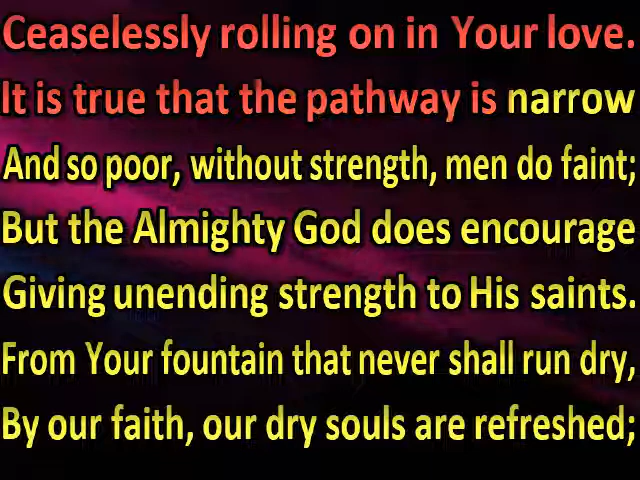 Ceaselessly rolling on in Your love.
It is true that the pathway is narrow
And so poor, without strength, men do faint;
But the Almighty God does encourage
Giving unending strength to His saints.
From Your fountain that never shall run dry,
By our faith, our dry souls are refreshed;